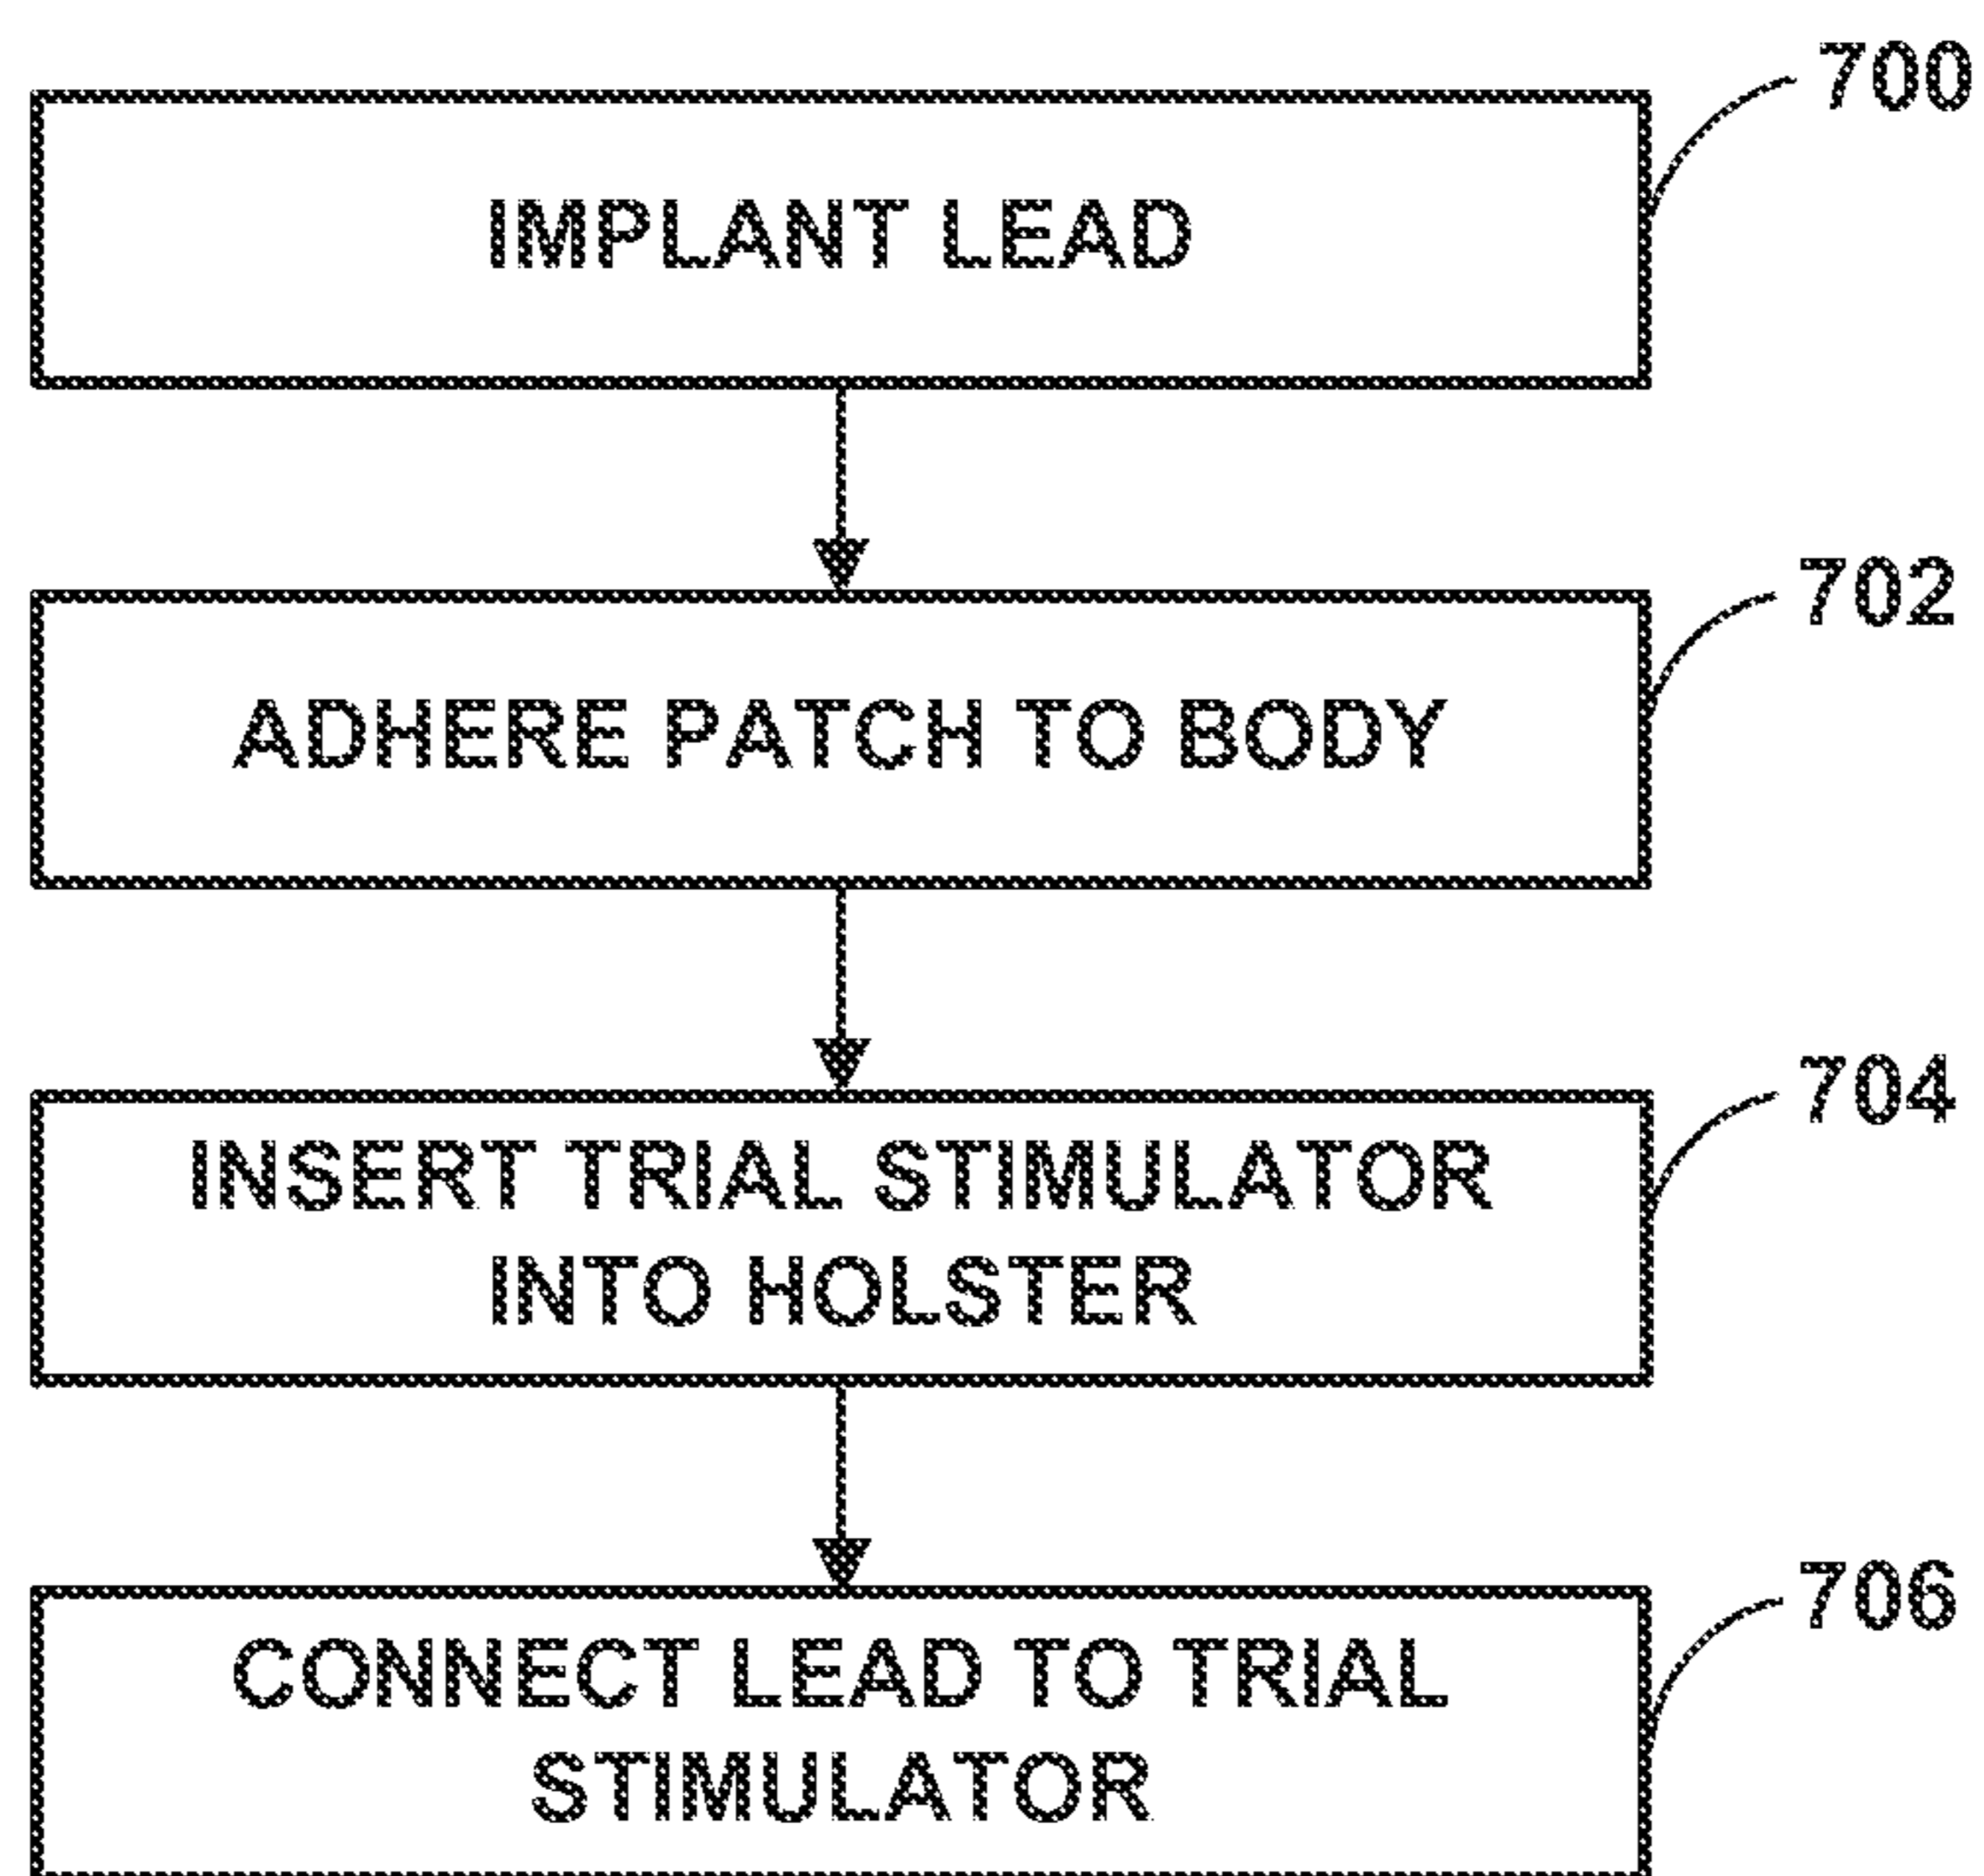 700
IMPLANT LEAD
702
ADHERE PATCH TO BODY
704
INSERT TRIAL STIMULATOR
INTO HOLSTER
706
CONNECT LEAD TO TRIAL
STIMULATOR